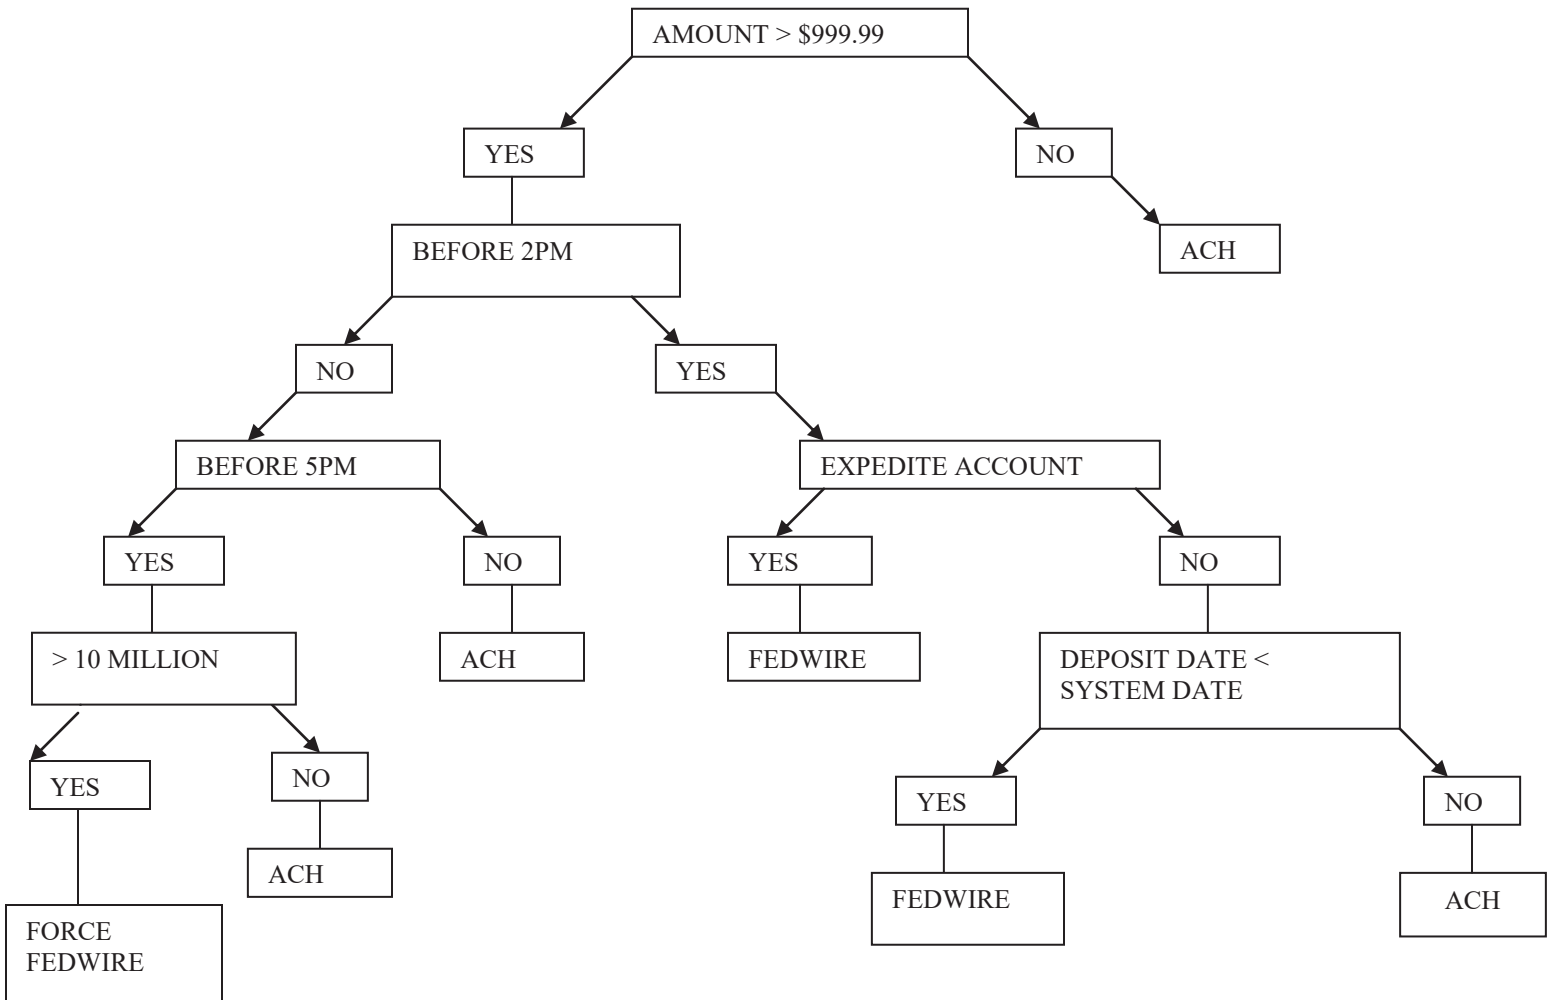 AMOUNT > $999.99
YES
NO
BEFORE 2PM
ACH
NO
YES
BEFORE 5PM
EXPEDITE ACCOUNT
YES
NO
YES
NO
> 10 MILLION
ACH
FEDWIRE
DEPOSIT DATE <
SYSTEM DATE
YES
NO
YES
NO
ACH
FEDWIRE
ACH
FORCE
FEDWIRE